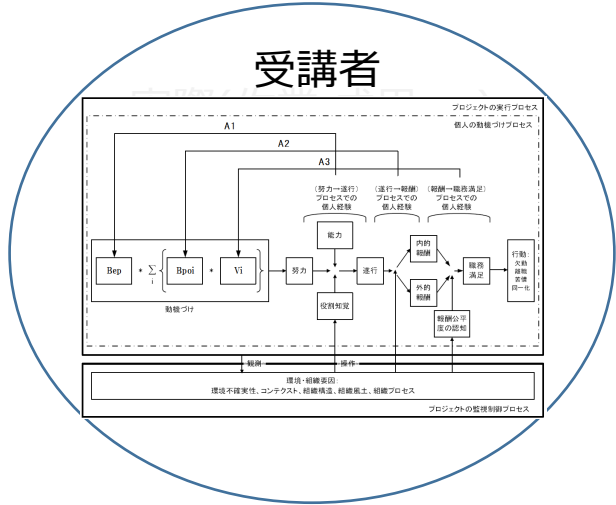 受講者
プロジェクトの実行プロセス
個人の動機づけプロセス
A1
A2
A3
(努力→遂行)
プロセスでの
個人経験
(遂行→報酬)
プロセスでの
個人経験
(報酬→職務満足)
プロセスでの
個人経験
Bep * Σ i { Bpoi * Vi }
動機づけ
努力
能力
役割知覚
遂行
内的
報酬
外的
報酬
職務
満足
報酬公平
度の認知
行動:
欠勤
離職
苦情
同一化
観測
操作
環境・組織要因:
環境不確実性、コンテクスト、組織構造、組織風土、組織プロセス
プロジェクトの監視制御プロセス